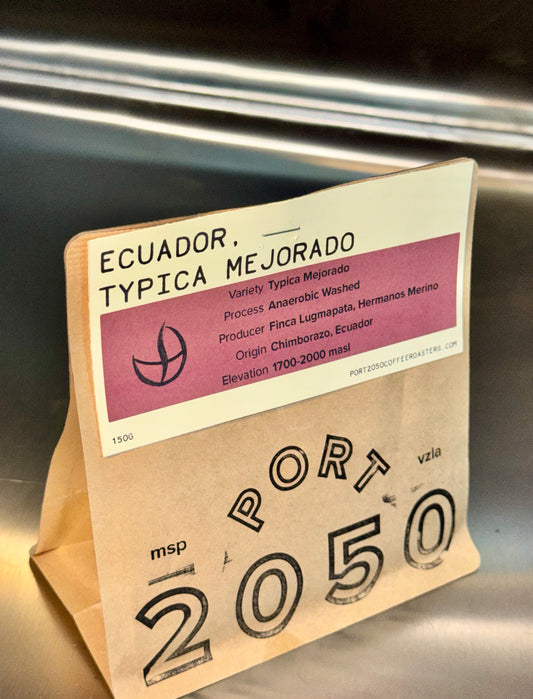 ECUADOR,
TYPICA MEJORADO
Variety Typica Mejorado
Process Anaerobic Washed
Producer Finca Lugmapata, Hermanos Merino
Origin Chimborazo, Ecuador
Elevation 1700-2000 masl
150G
PORT2050COFFEEROASTERS.COM
PORT
msp vzla
2050